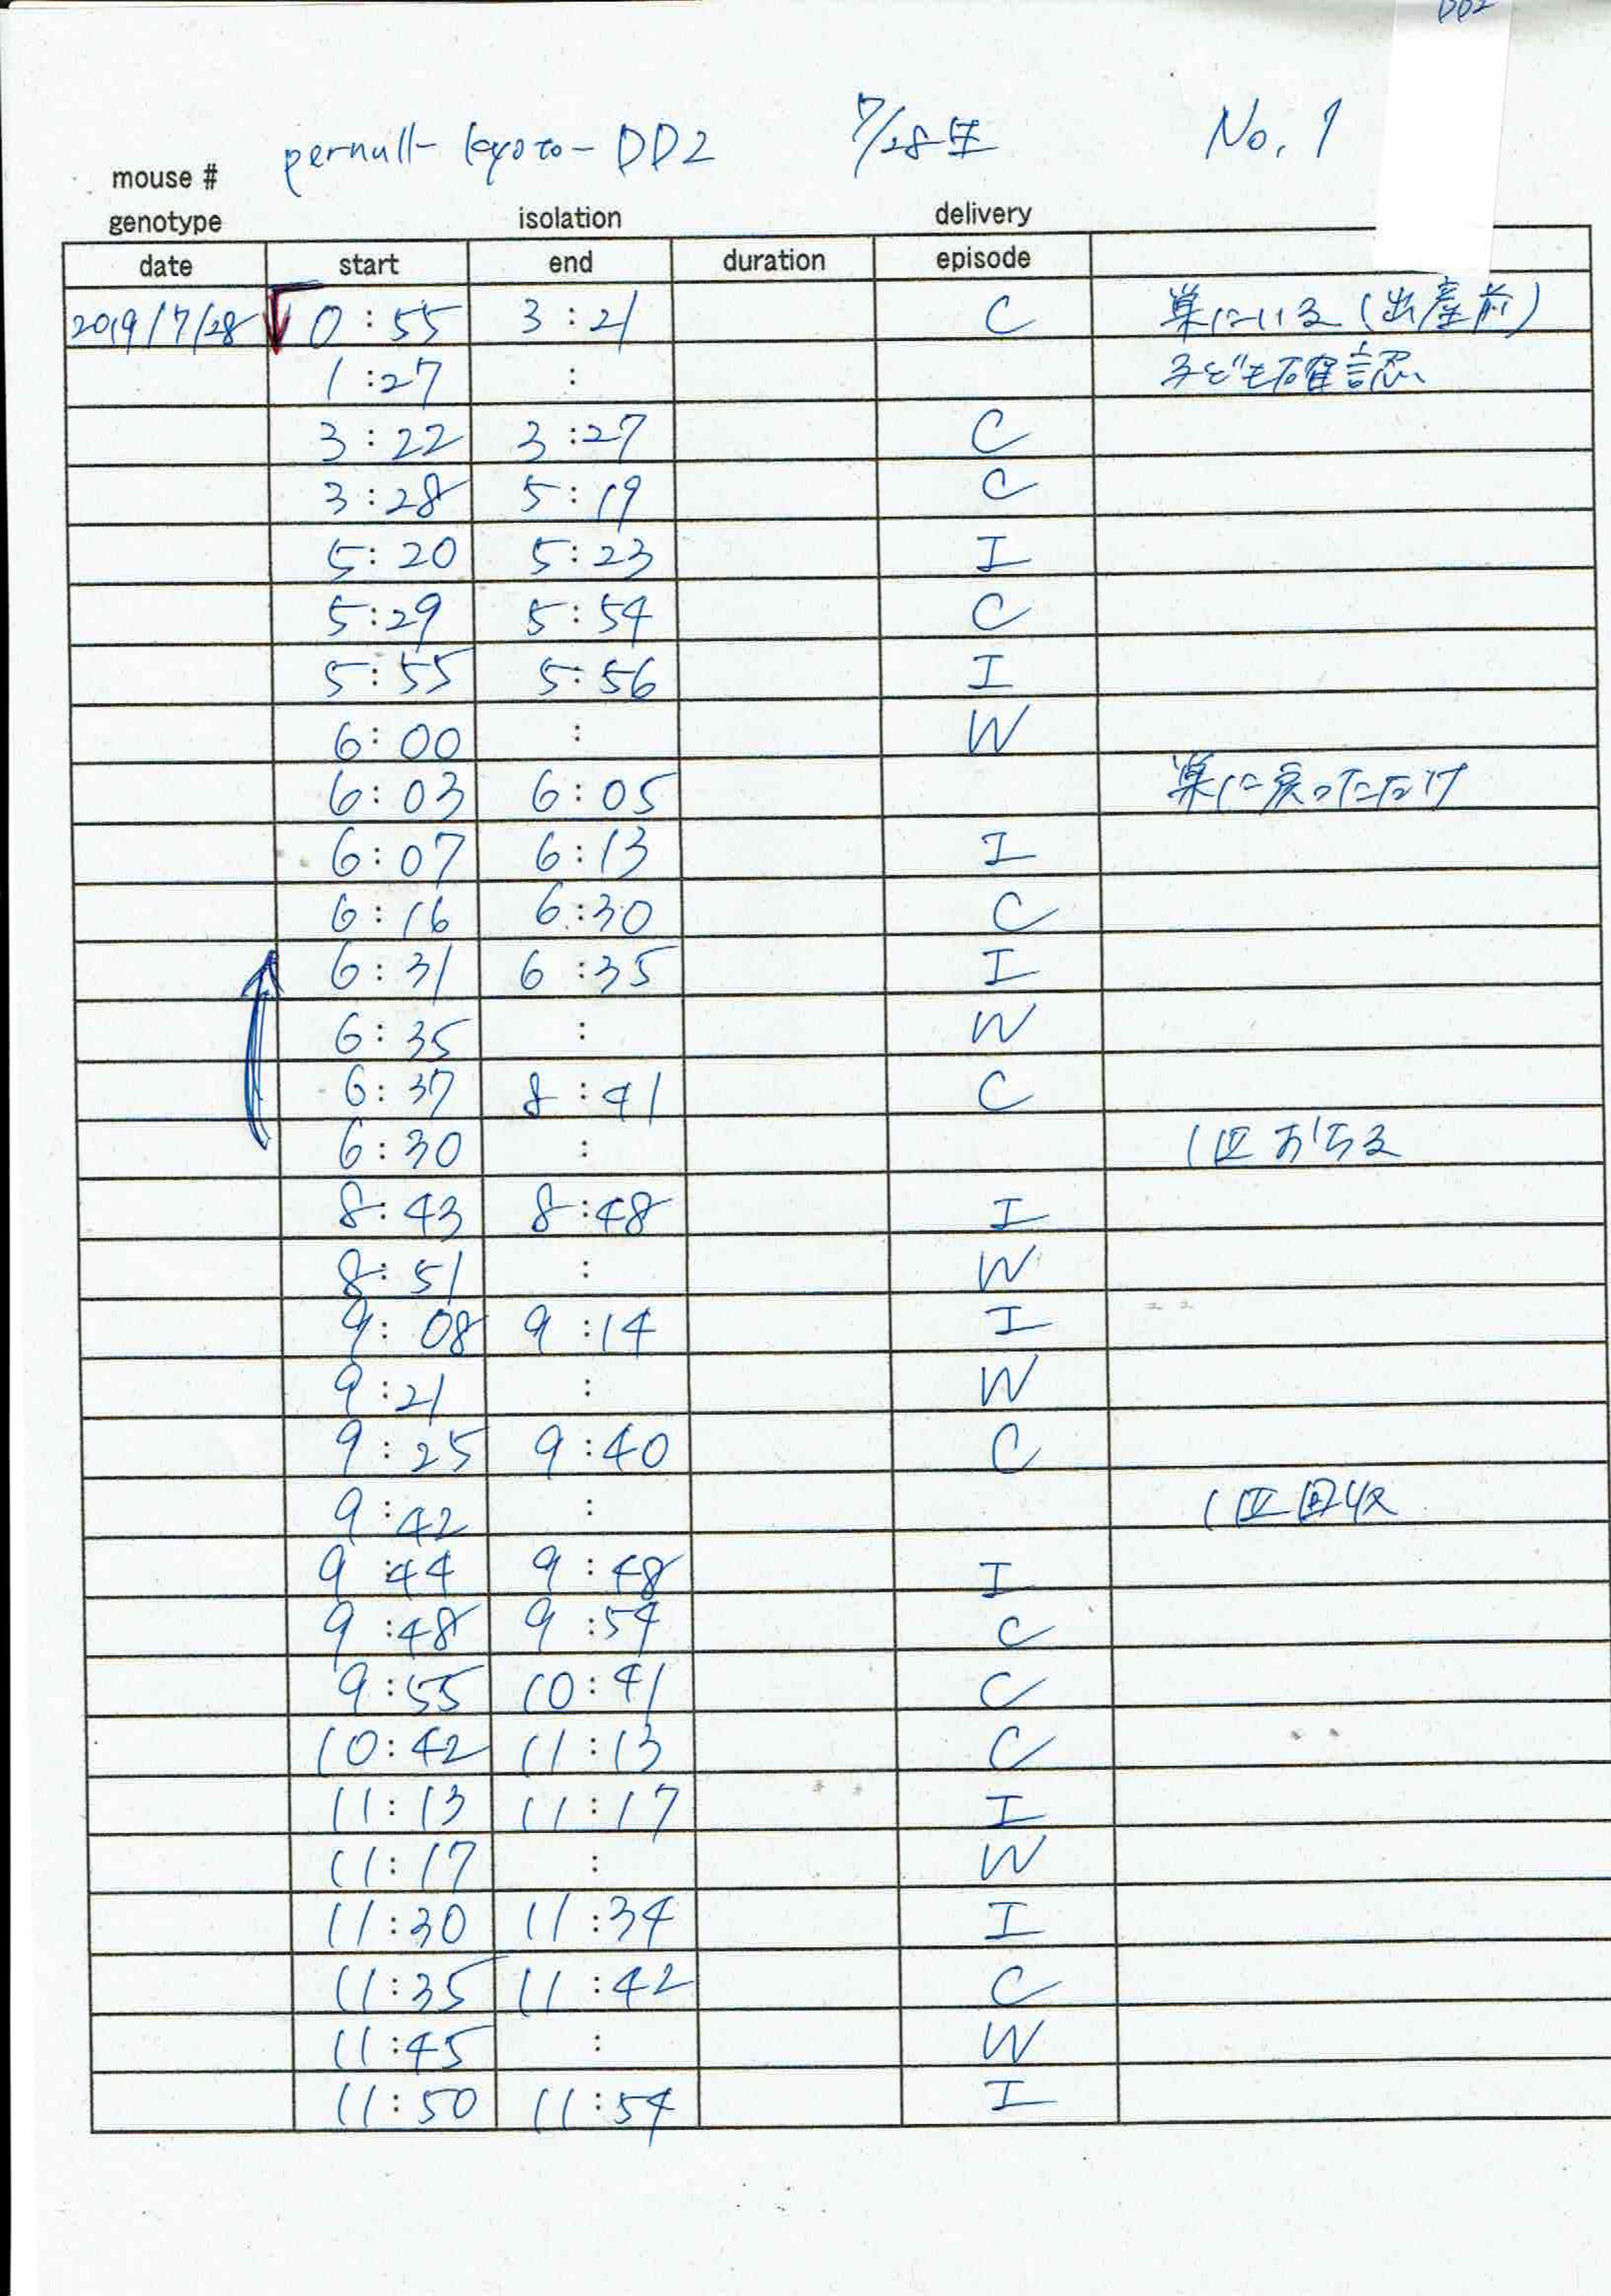 DD2
pernull- kyoto- DD2 7/28生 No. 1
mouse #
genotype isolation delivery
date start end duration episode
2019/7/28 0:55 3:21 C 巣にいる(出産前)
1:27 : 子ども確認
3:22 3:27 C
3:28 5:19 C
5:20 5:23 I
5:29 5:54 C
5:55 5:56 I
6:00 : W
6:03 6:05 巣に戻っただけ
6:07 6:13 I
6:16 6:30 C
6:31 6:35 I
6:35 : W
6:37 8:41 C
6:30 : 1匹おちる
8:43 8:48 I
8:51 : W
9:08 9:14 I
9:21 : W
9:25 9:40 C
9:42 : 1匹回収
9:44 9:48 I
9:48 9:54 C
9:55 10:41 C
10:42 11:13 C
11:13 11:17 I
11:17 : W
11:30 11:34 I
11:35 11:42 C
11:45 : W
11:50 11:54 I